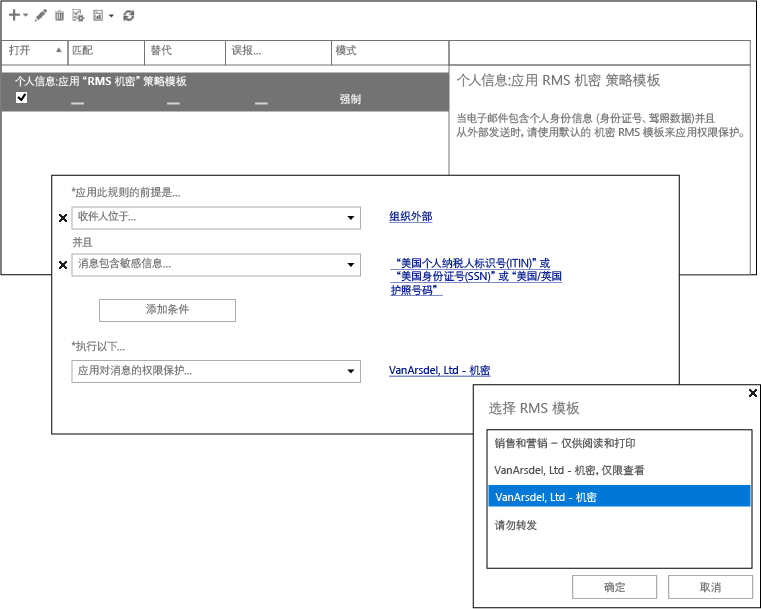 打开 匹配 替代 误报... 模式
个人信息:应用 “RMS 机密” 策略模板
强制
个人信息:应用 RMS 机密 策略模板
当电子邮件包含个人身份信息 (身份证号、驾照数据)并且
从外部发送时, 请使用默认的 机密 RMS 模板来应用权限保护。
*应用此规则的前提是...
收件人位于... 组织外部
并且
消息包含敏感信息... “美国个人纳税人标识号(ITIN)” 或
“美国身份证号(SSN)” 或 “美国/英国
护照号码”
添加条件
*执行以下...
应用对消息的权限保护... VanArsdel, Ltd - 机密
选择 RMS 模板
销售和营销 – 仅供阅读和打印
VanArsdel, Ltd - 机密, 仅限查看
VanArsdel, Ltd - 机密
请勿转发
确定 取消